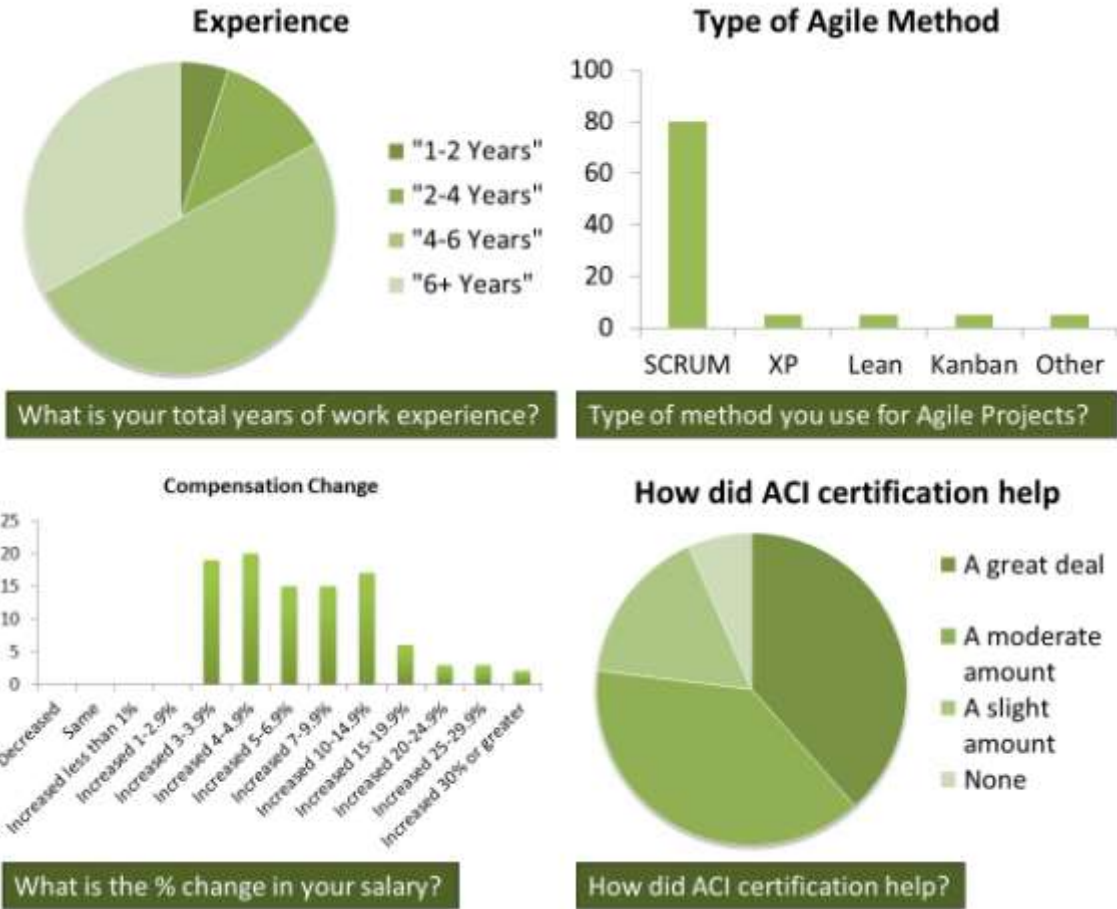 Experience
"1-2 Years"
"2-4 Years"
"4-6 Years"
"6+ Years"
What is your total years of work experience?
Type of Agile Method
100
80
60
40
20
0
SCRUM XP Lean Kanban Other
Type of method you use for Agile Projects?
Compensation Change
25
20
15
10
5
0
Decreased
Same
Increased less than 1%
Increased 1-2.9%
Increased 3-3.9%
Increased 4-4.9%
Increased 5-6.9%
Increased 7-9.9%
Increased 10-14.9%
Increased 15-19.9%
Increased 20-24.9%
Increased 25-29.9%
Increased 30% or greater
What is the % change in your salary?
How did ACI certification help
A great deal
A moderate
amount
A slight
amount
None
How did ACI certification help?